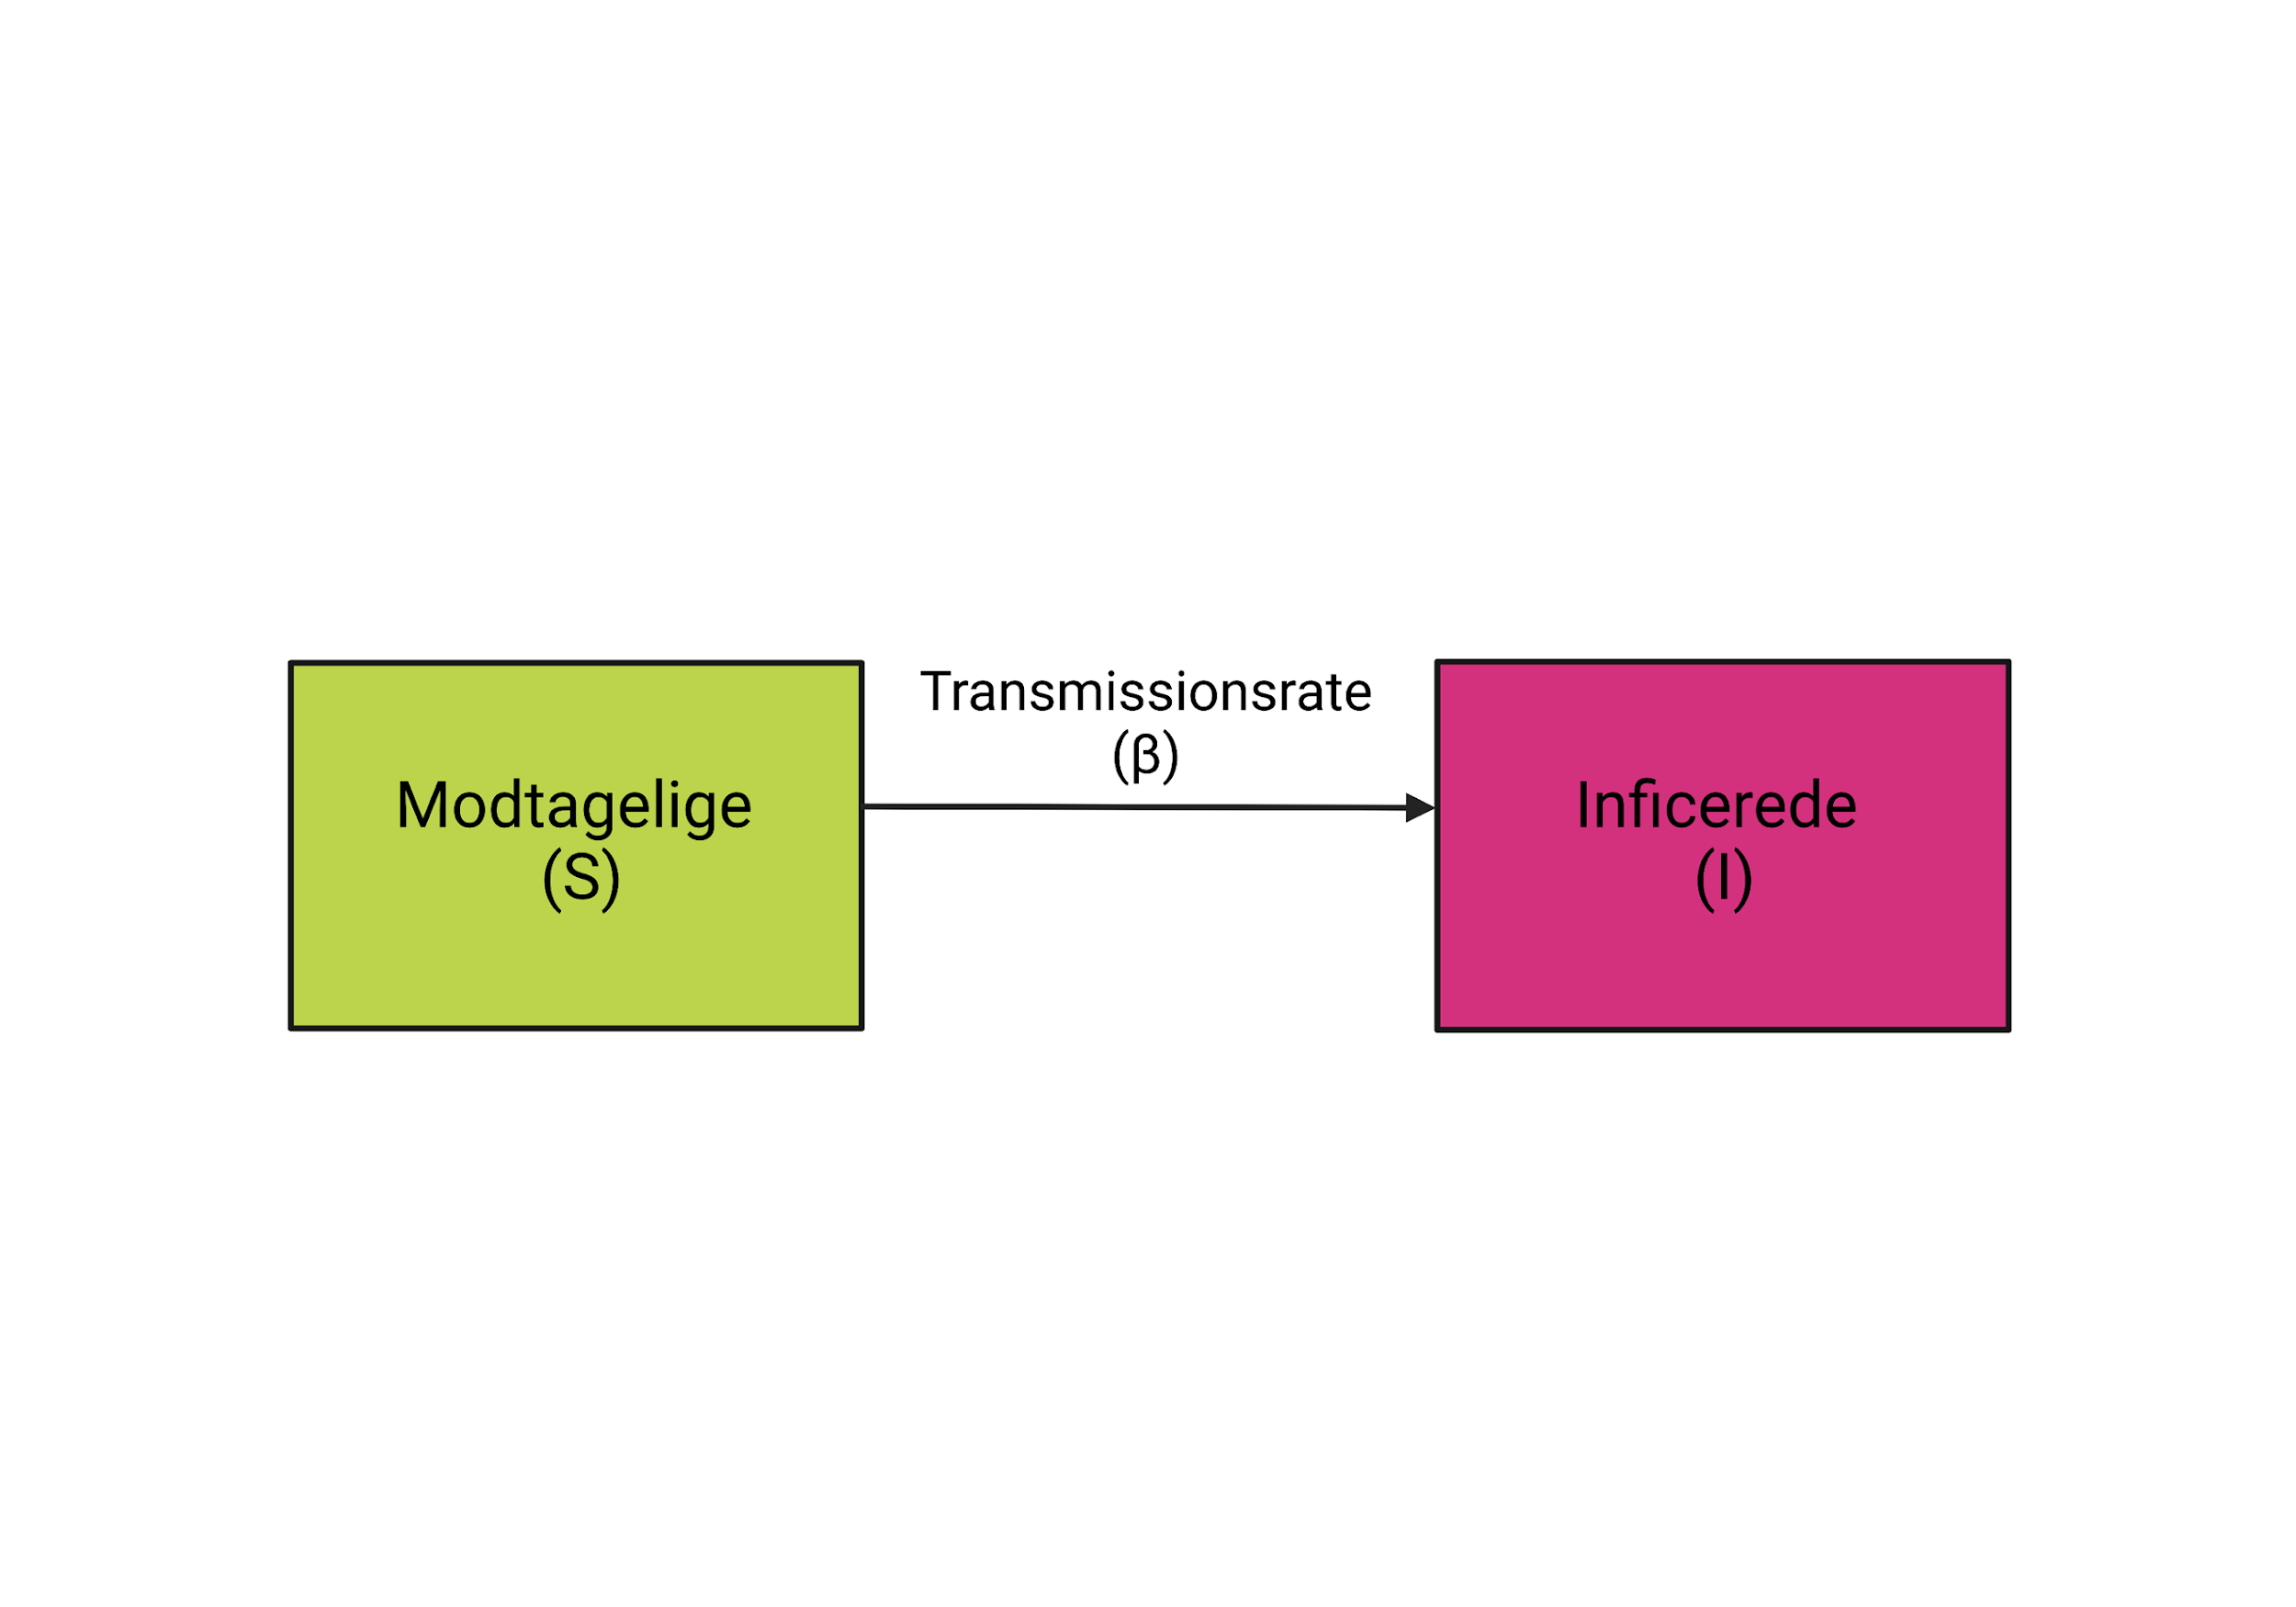 Modtagelige
(S)
Transmissionsrate
(β)
Inficerede
(I)